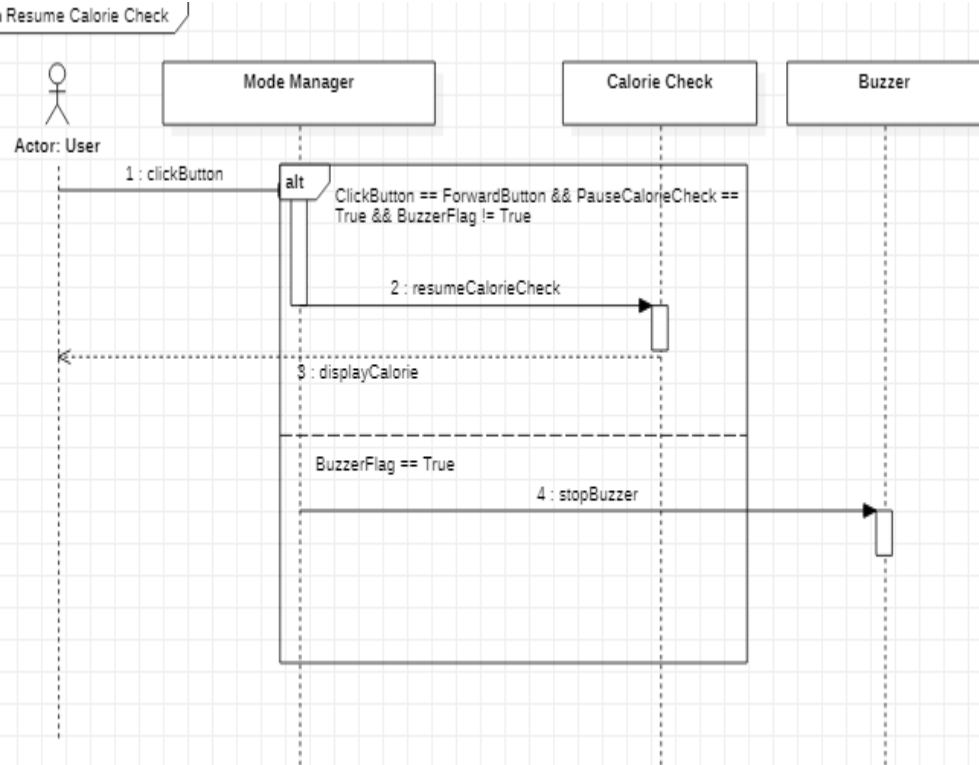 Resume Calorie Check
Mode Manager
Calorie Check
Buzzer
Actor: User
1 : clickButton
alt
ClickButton == ForwardButton && PauseCalorieCheck ==
True && BuzzerFlag != True
2 : resumeCalorieCheck
3 : displayCalorie
BuzzerFlag == True
4 : stopBuzzer